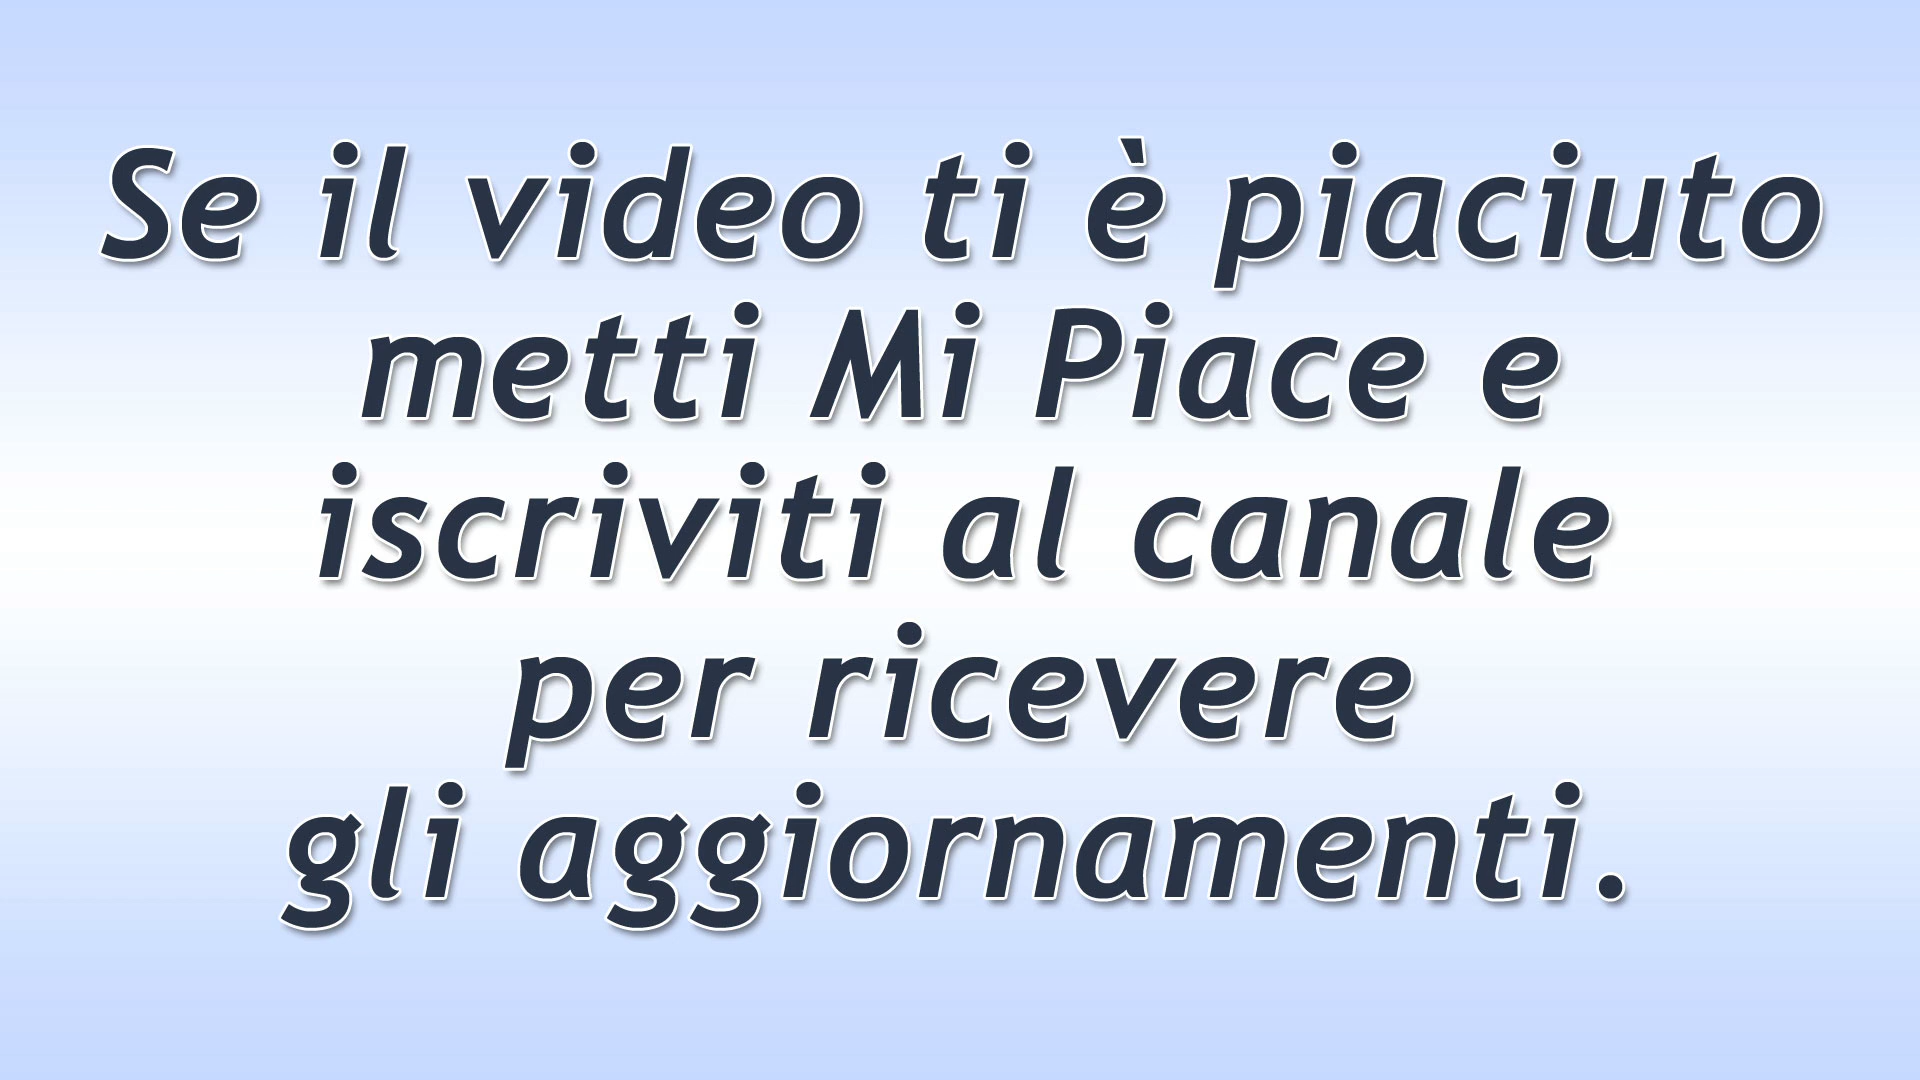 Se il video ti è piaciuto
metti Mi Piace e
iscriviti al canale
per ricevere
gli aggiornamenti.